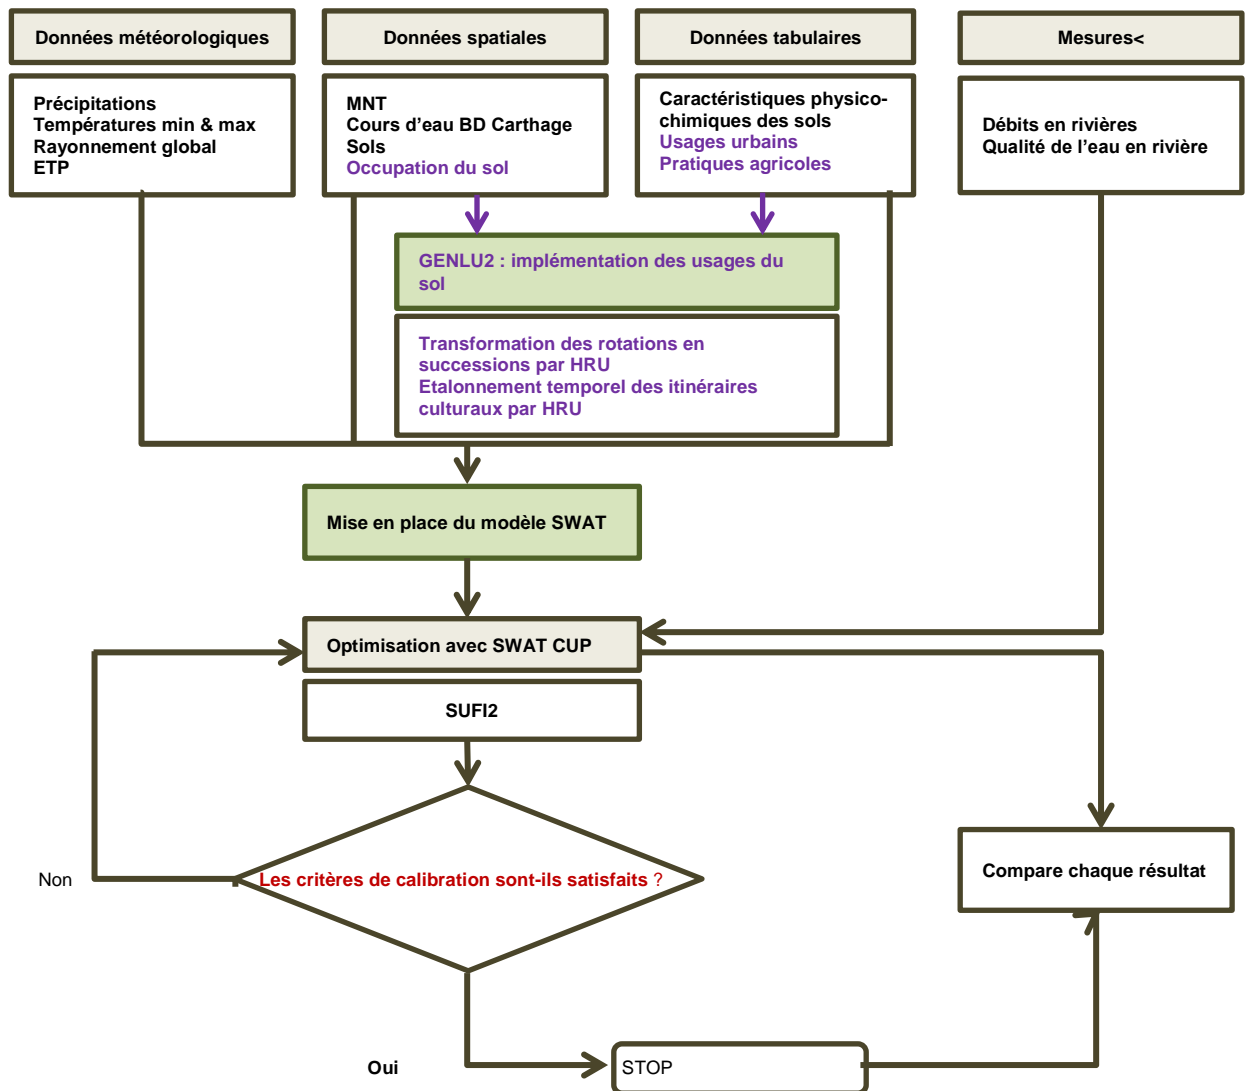 Données météorologiques
Données spatiales
Données tabulaires
Mesures<
Précipitations
Températures min & max
Rayonnement global
ETP
MNT
Cours d’eau BD Carthage
Sols
Occupation du sol
Caractéristiques physico-
chimiques des sols
Usages urbains
Pratiques agricoles
Débits en rivières
Qualité de l’eau en rivière
GENLU2 : implémentation des usages du
sol
Transformation des rotations en
successions par HRU
Etalonnement temporel des itinéraires
culturaux par HRU
Mise en place du modèle SWAT
Optimisation avec SWAT CUP
SUFI2
Non
Les critères de calibration sont-ils satisfaits ?
Compare chaque résultat
Oui
STOP